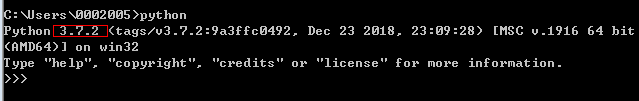 C:\Users\0002005>python
Python 3.7.2 (tags/v3.7.2:9a3ffc0492, Dec 23 2018, 23:09:28) [MSC v.1916 64 bit
(AMD64)] on win32
Type "help", "copyright", "credits" or "license" for more information.
>>>